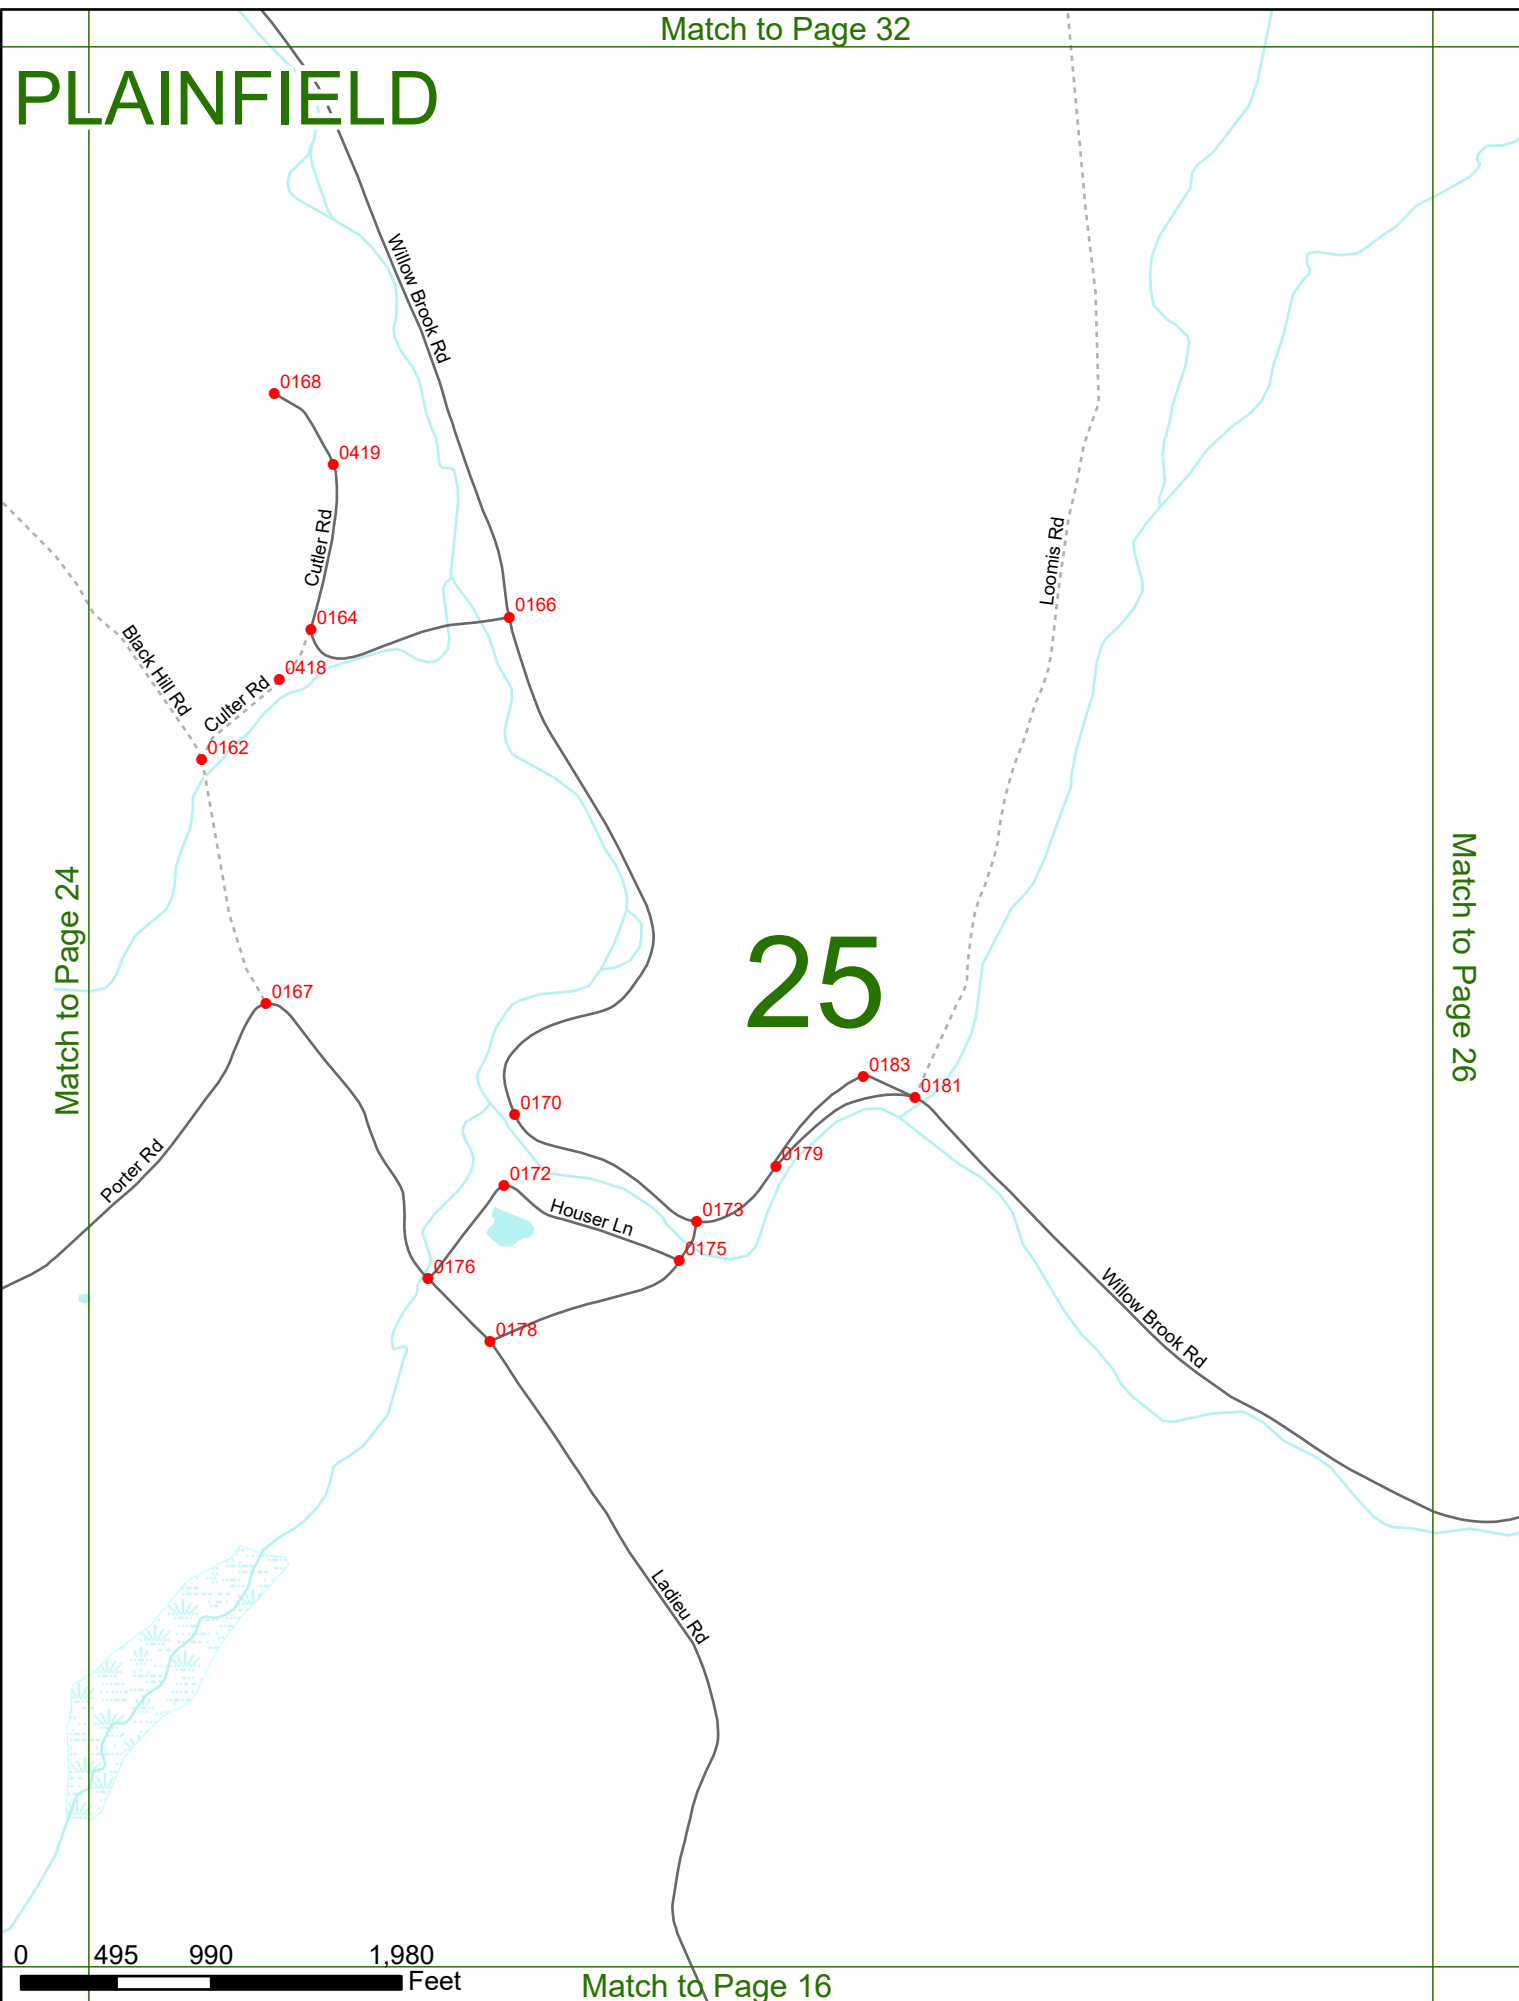 Match to Page 32
PLAINFIELD
Willow Brook Rd
0168
0419
Cutler Rd
Loomis Rd
0166
0164
Black Hill Rd
0418
Culter Rd
0162
Match to Page 24
Match to Page 26
25
0167
0183
0181
0170
0179
Porter Rd
0172
Houser Ln
0173
0175
0176
Willow Brook Rd
0178
Ladieu Rd
0 495 990 1,980
Feet
Match to Page 16